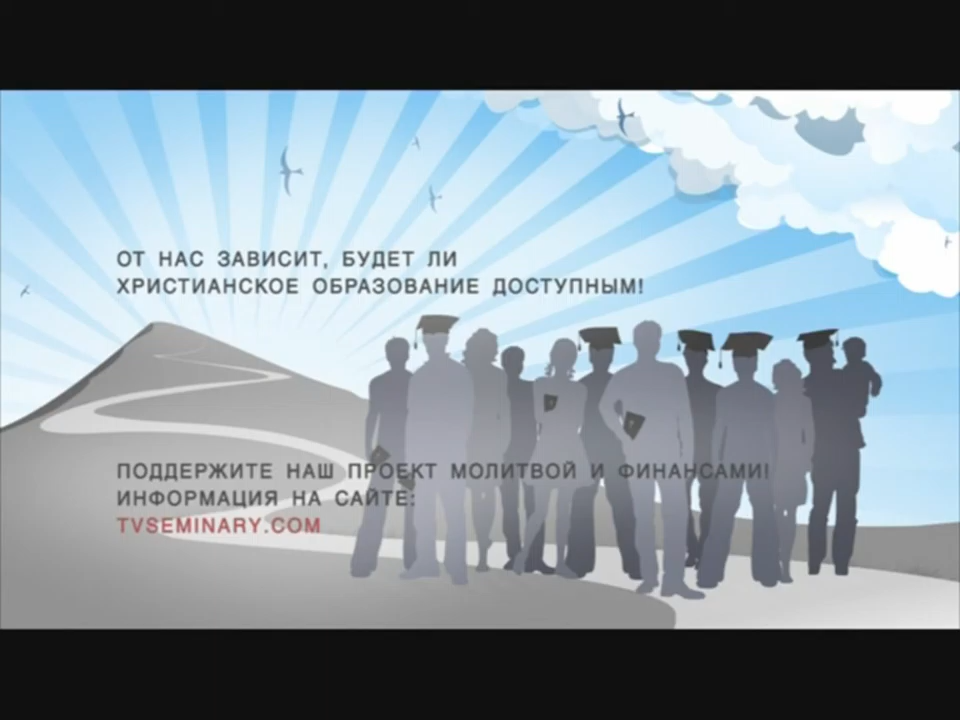 ОТ НАС ЗАВИСИТ, БУДЕТ ЛИ
ХРИСТИАНСКОЕ ОБРАЗОВАНИЕ ДОСТУПНЫМ!
ПОДДЕРЖИТЕ НАШ ПРОЕКТ МОЛИТВОЙ И ФИНАНСАМИ!
ИНФОРМАЦИЯ НА САЙТЕ:
TVSEMINARY.COM